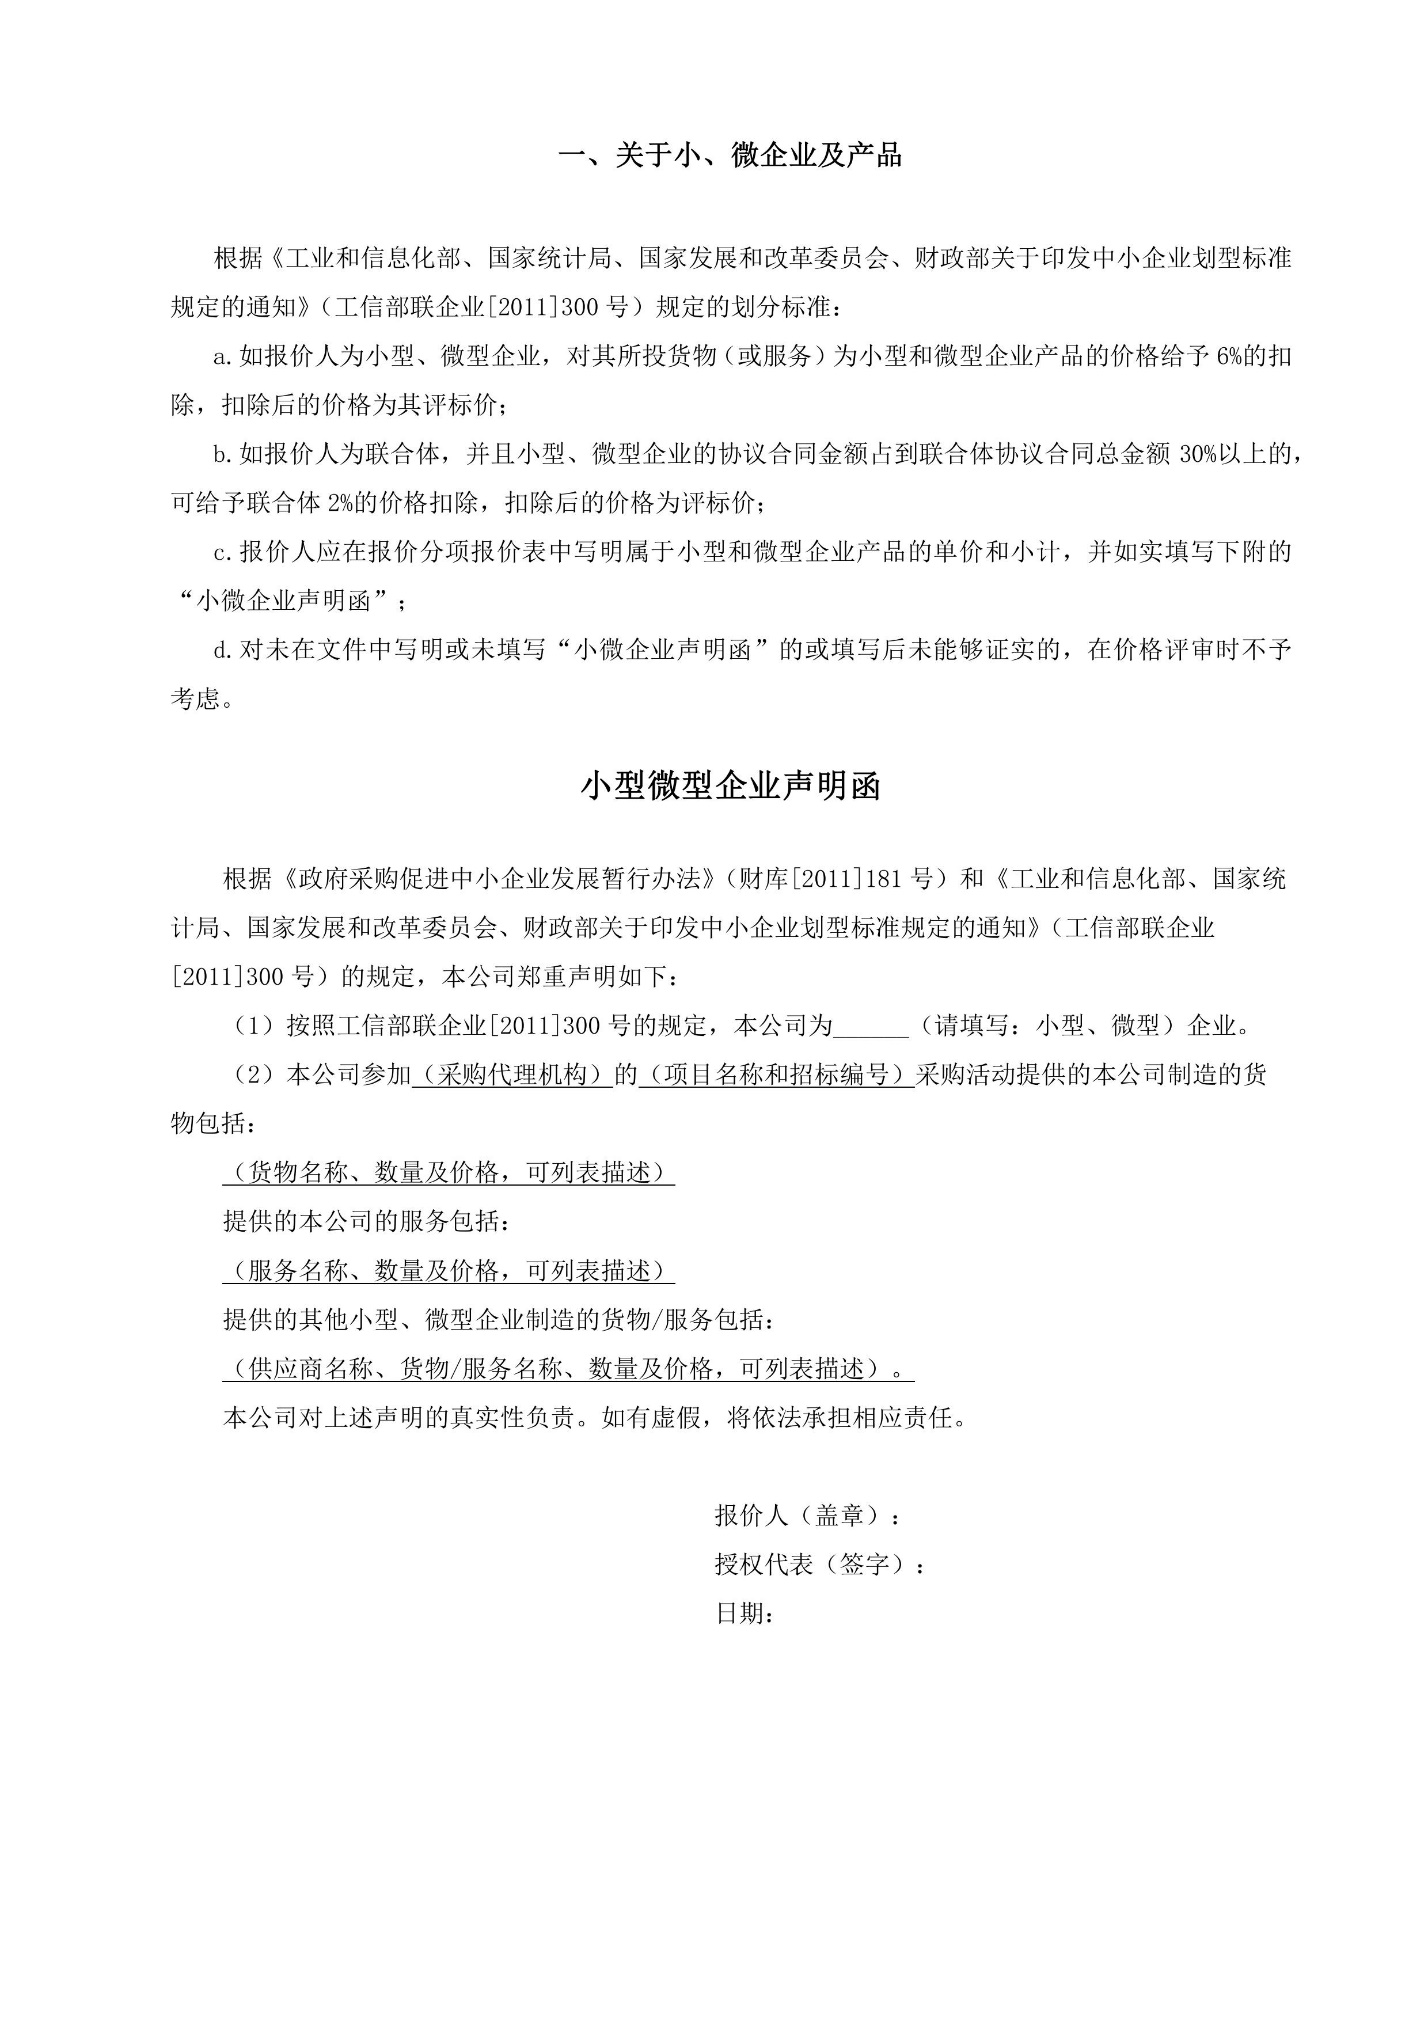 一、关于小、微企业及产品
根据《工业和信息化部、国家统计局、国家发展和改革委员会、财政部关于印发中小企业划型标准
规定的通知》（工信部联企业[2011]300 号）规定的划分标准：
a.如报价人为小型、微型企业，对其所投货物（或服务）为小型和微型企业产品的价格给予 6%的扣
除，扣除后的价格为其评标价；
b.如报价人为联合体，并且小型、微型企业的协议合同金额占到联合体协议合同总金额 30%以上的，
可给予联合体 2%的价格扣除，扣除后的价格为评标价；
c.报价人应在报价分项报价表中写明属于小型和微型企业产品的单价和小计，并如实填写下附的
“小微企业声明函”；
d.对未在文件中写明或未填写“小微企业声明函”的或填写后未能够证实的，在价格评审时不予
考虑。
小型微型企业声明函
根据《政府采购促进中小企业发展暂行办法》（财库[2011]181 号）和《工业和信息化部、国家统
计局、国家发展和改革委员会、财政部关于印发中小企业划型标准规定的通知》（工信部联企业
[2011]300 号）的规定，本公司郑重声明如下：
（1）按照工信部联企业[2011]300 号的规定，本公司为______（请填写：小型、微型）企业。
（2）本公司参加（采购代理机构）的（项目名称和招标编号）采购活动提供的本公司制造的货
物包括：
（货物名称、数量及价格，可列表描述）
提供的本公司的服务包括：
（服务名称、数量及价格，可列表描述）
提供的其他小型、微型企业制造的货物/服务包括：
（供应商名称、货物/服务名称、数量及价格，可列表描述）。
本公司对上述声明的真实性负责。如有虚假，将依法承担相应责任。
报价人（盖章）：
授权代表（签字）：
日期：